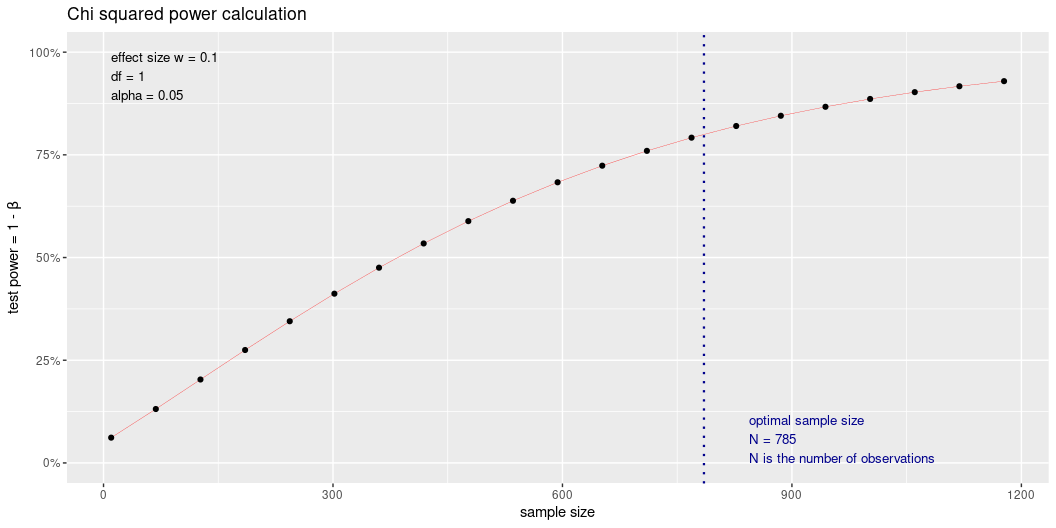 Chi squared power calculation
effect size w = 0.1
df = 1
alpha = 0.05
100%
75%
50%
25%
0%
test power = 1 - β
optimal sample size
N = 785
N is the number of observations
0
300
600
900
1200
sample size